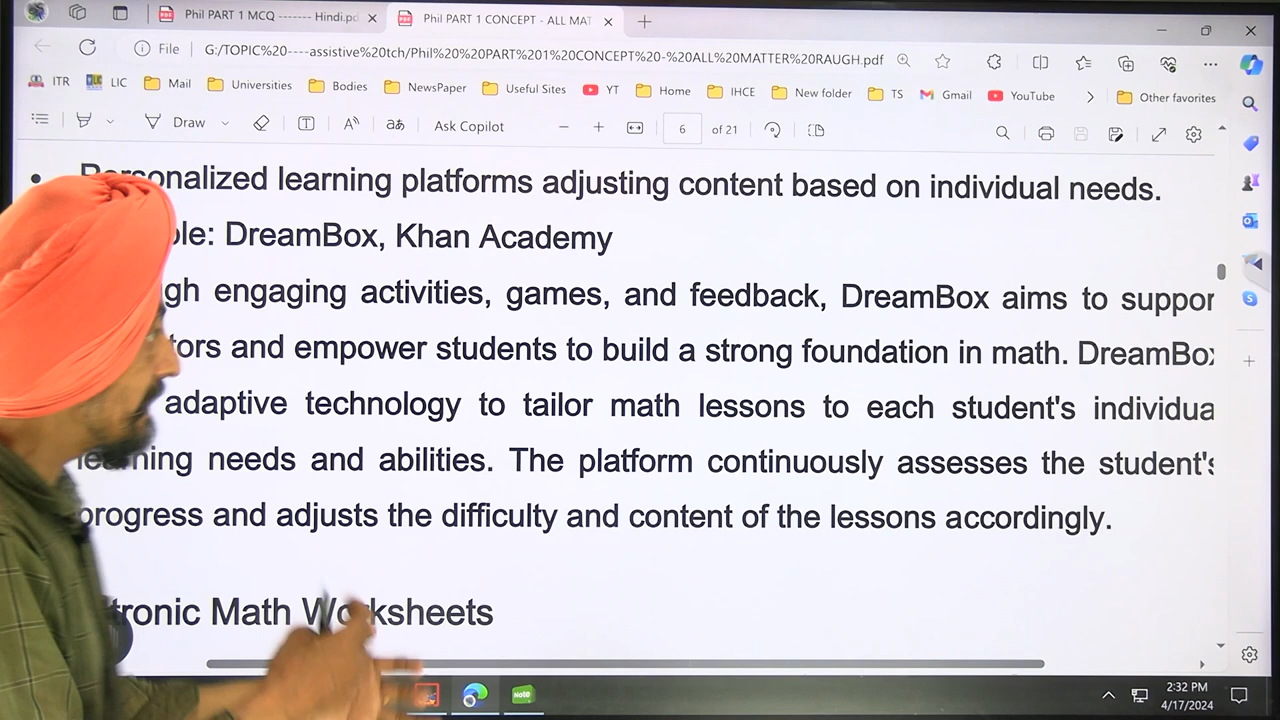 Phil PART 1 MCQ ------- Hindi.pd
Phil PART 1 CONCEPT - ALL MAT
File
G:/TOPIC%20----assistive%20tch/Phil%20%20PART%201%20CONCEPT%20-%20ALL%20MATTER%20RAUGH.pdf
ITR LIC Mail Universities Bodies NewsPaper Useful Sites YT Home IHCE New folder TS Gmail YouTube Other favorites
Draw Ask Copilot 6 of 21
• Personalized learning platforms adjusting content based on individual needs.
ole: DreamBox, Khan Academy
gh engaging activities, games, and feedback, DreamBox aims to suppor
tors and empower students to build a strong foundation in math. DreamBox
adaptive technology to tailor math lessons to each student's individua
learning needs and abilities. The platform continuously assesses the student's
progress and adjusts the difficulty and content of the lessons accordingly.
tronic Math Worksheets
Note
2:32 PM
4/17/2024